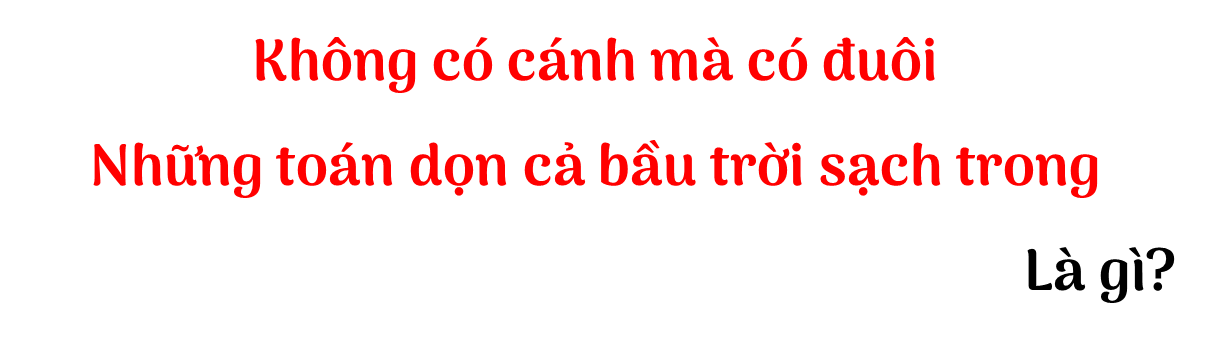 Không có cánh mà có đuôi
Những toán dọn cả bầu trời sạch trong
Là gì?